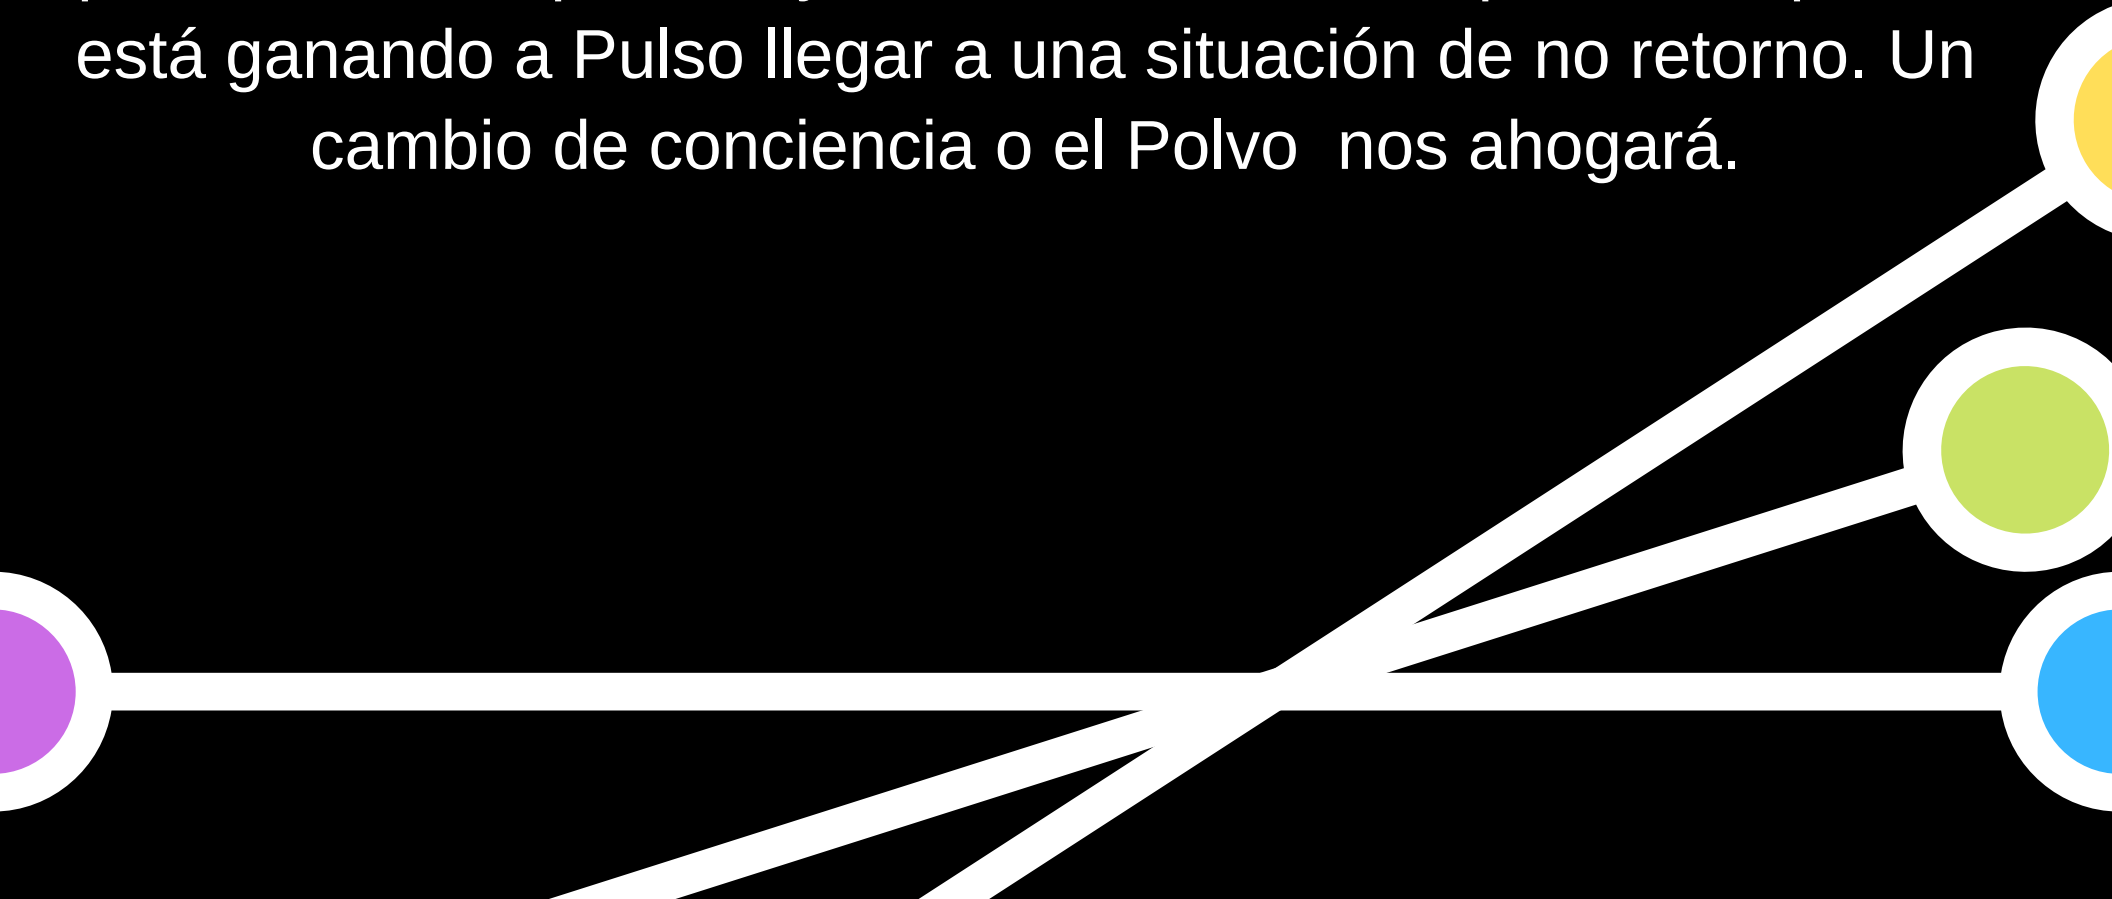 está ganando a Pulso llegar a una situación de no retorno. Un
cambio de conciencia o el Polvo  nos ahogará.